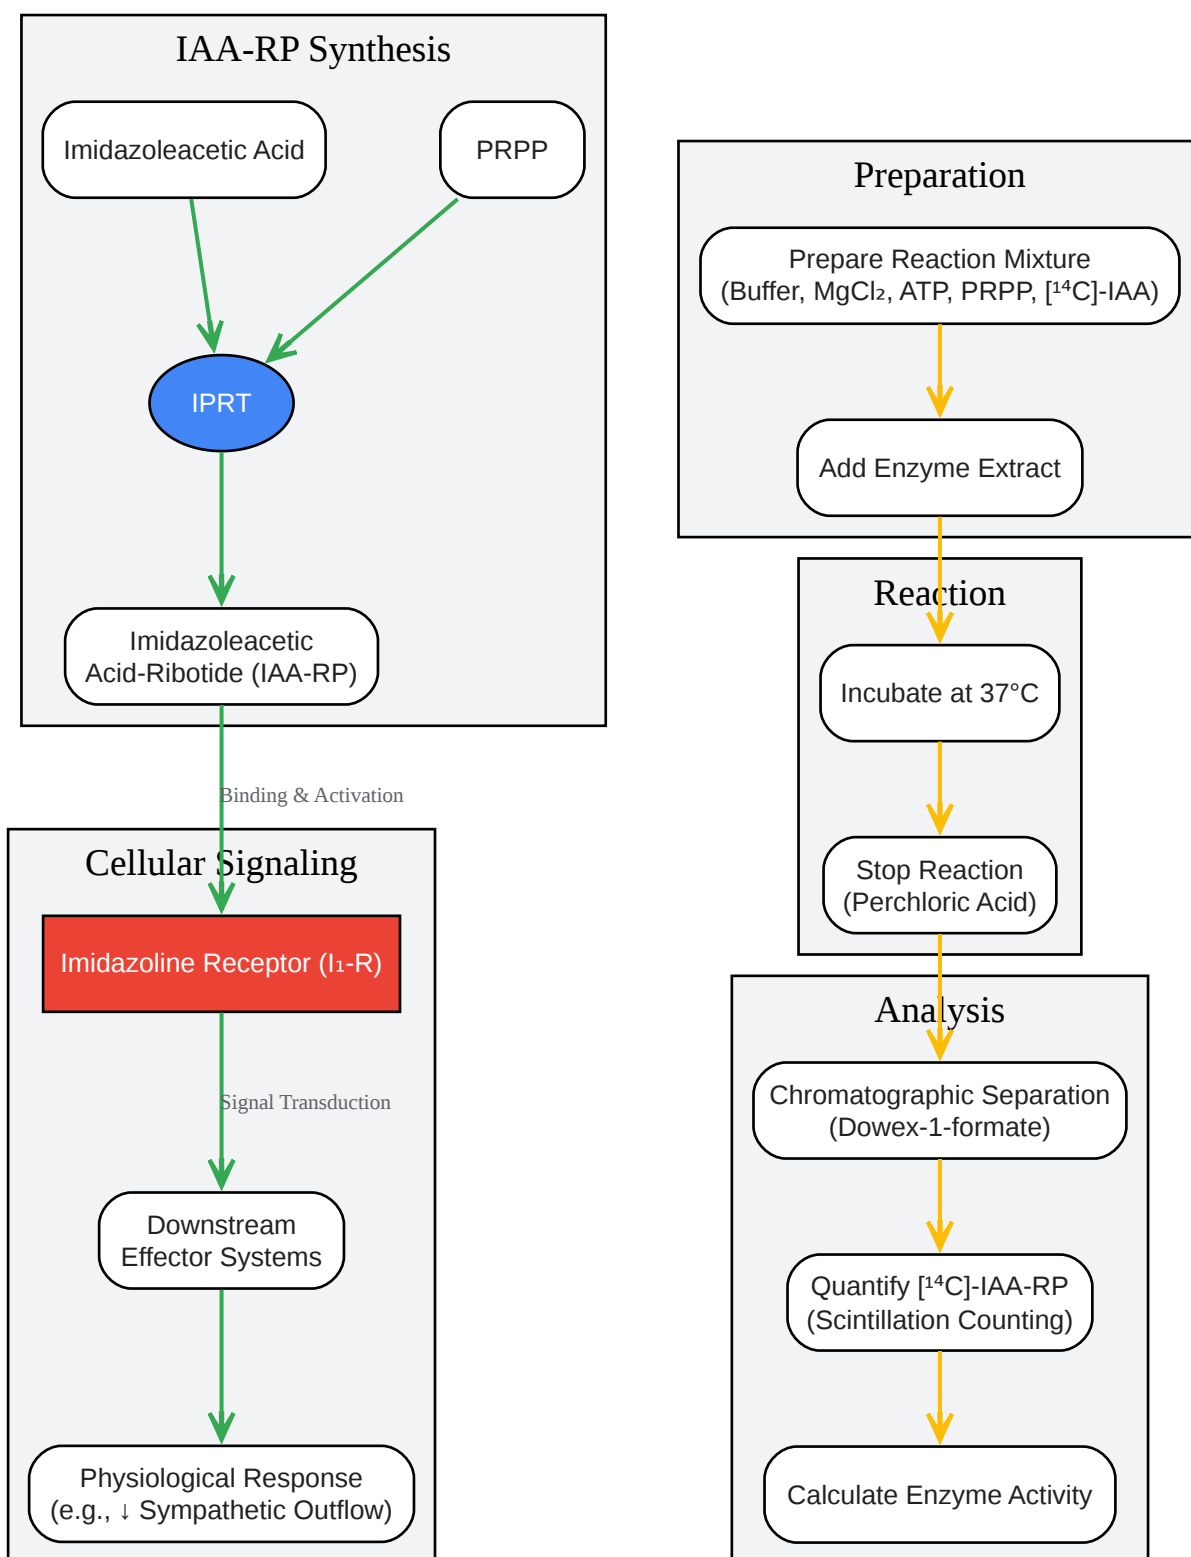 IAA-RP Synthesis
Imidazoleacetic Acid
PRPP
IPRT
Imidazoleacetic
Acid-Ribotide (IAA-RP)
Binding & Activation
Cellular Signaling
Imidazoline Receptor (I₁-R)
Signal Transduction
Downstream
Effector Systems
Physiological Response
(e.g., ↓ Sympathetic Outflow)
Preparation
Prepare Reaction Mixture
(Buffer, MgCl₂, ATP, PRPP, [¹⁴C]-IAA)
Add Enzyme Extract
Reaction
Incubate at 37°C
Stop Reaction
(Perchloric Acid)
Analysis
Chromatographic Separation
(Dowex-1-formate)
Quantify [¹⁴C]-IAA-RP
(Scintillation Counting)
Calculate Enzyme Activity